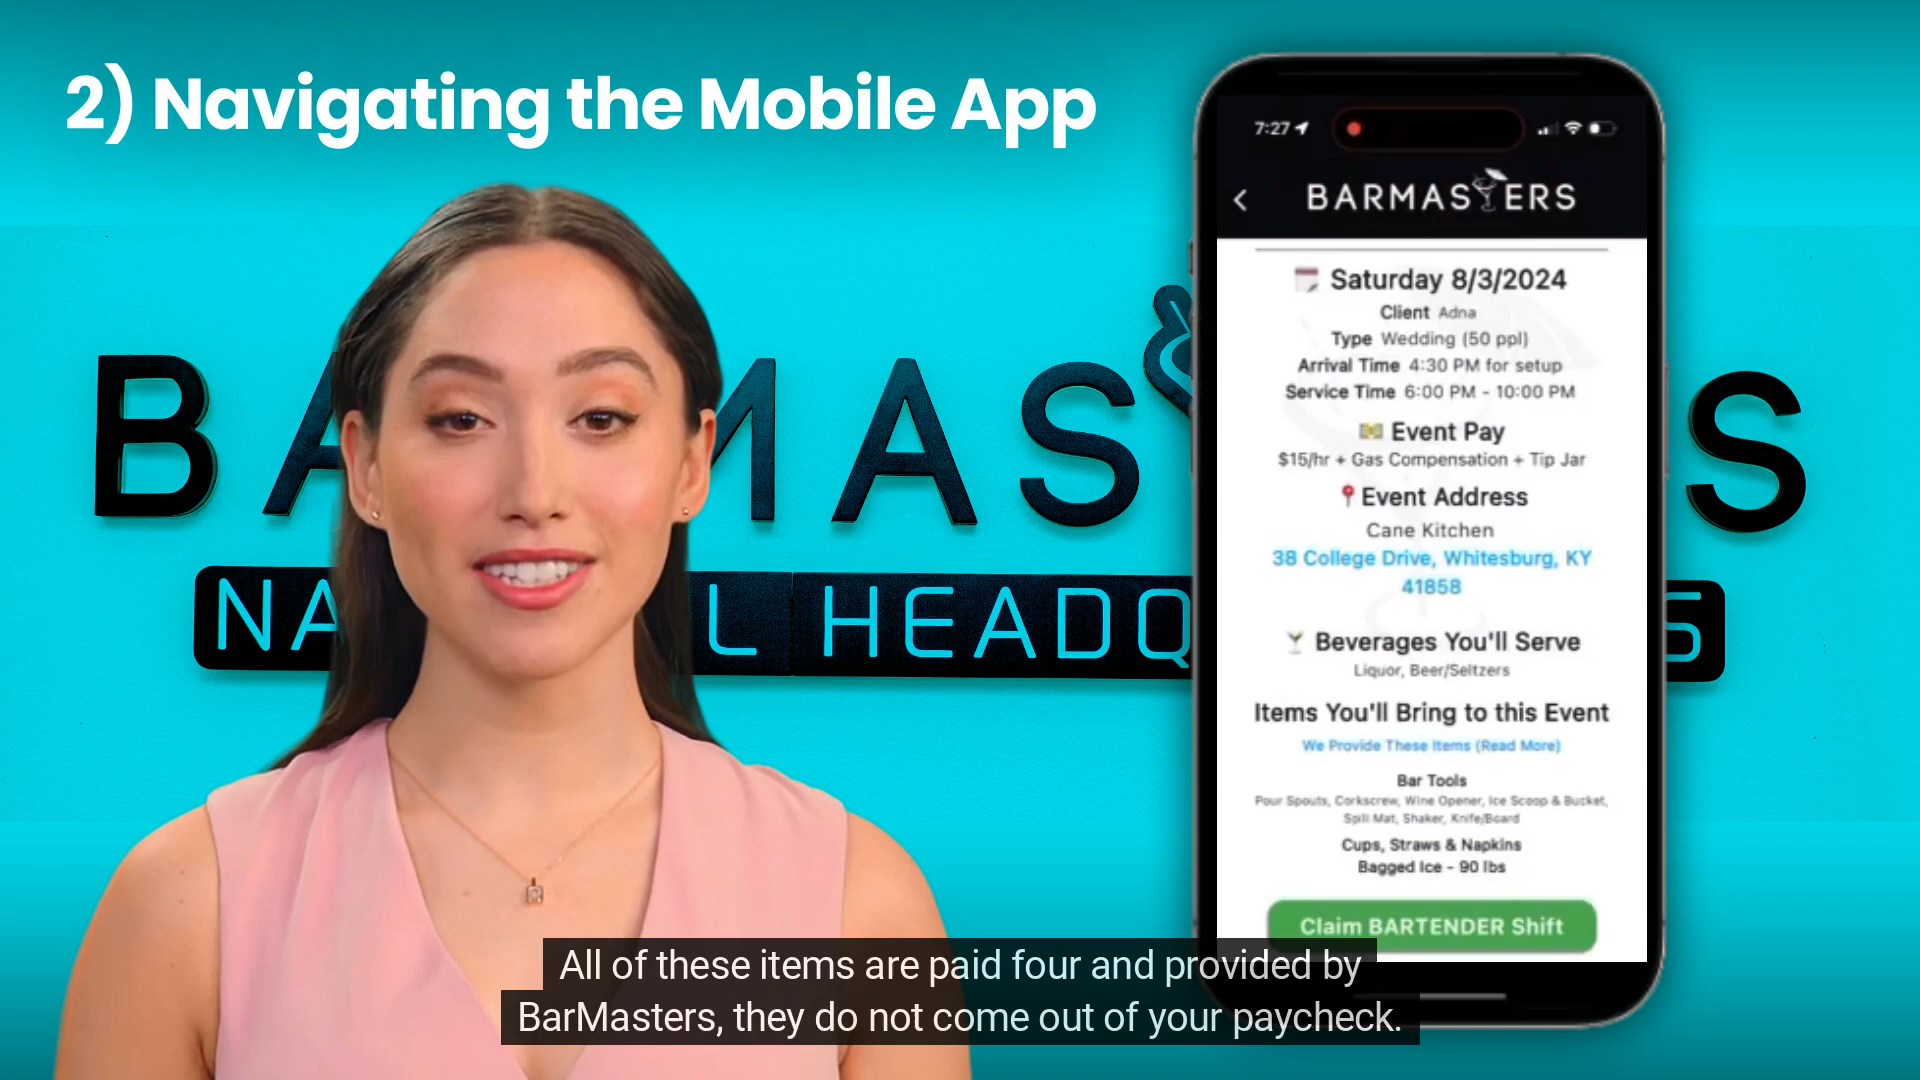 2) Navigating the Mobile App
7:27
BARMASTERS
Saturday 8/3/2024
Client Adna
Type Wedding (50 ppl)
Arrival Time 4:30 PM for setup
Service Time 6:00 PM - 10:00 PM
Event Pay
$15/hr + Gas Compensation + Tip Jar
Event Address
Cane Kitchen
38 College Drive, Whitesburg, KY
41858
Beverages You'll Serve
Liquor, Beer/Seltzers
Items You'll Bring to this Event
We Provide These Items (Read More)
Bar Tools
Pour Spouts, Corkscrew, Wine Opener, Ice Scoop & Bucket,
Spill Mat, Shaker, Knife/Board
Cups, Straws & Napkins
Bagged Ice - 90 lbs
Claim BARTENDER Shift
BA MAS S
NA L HEADQ S
All of these items are paid four and provided by
BarMasters, they do not come out of your paycheck.